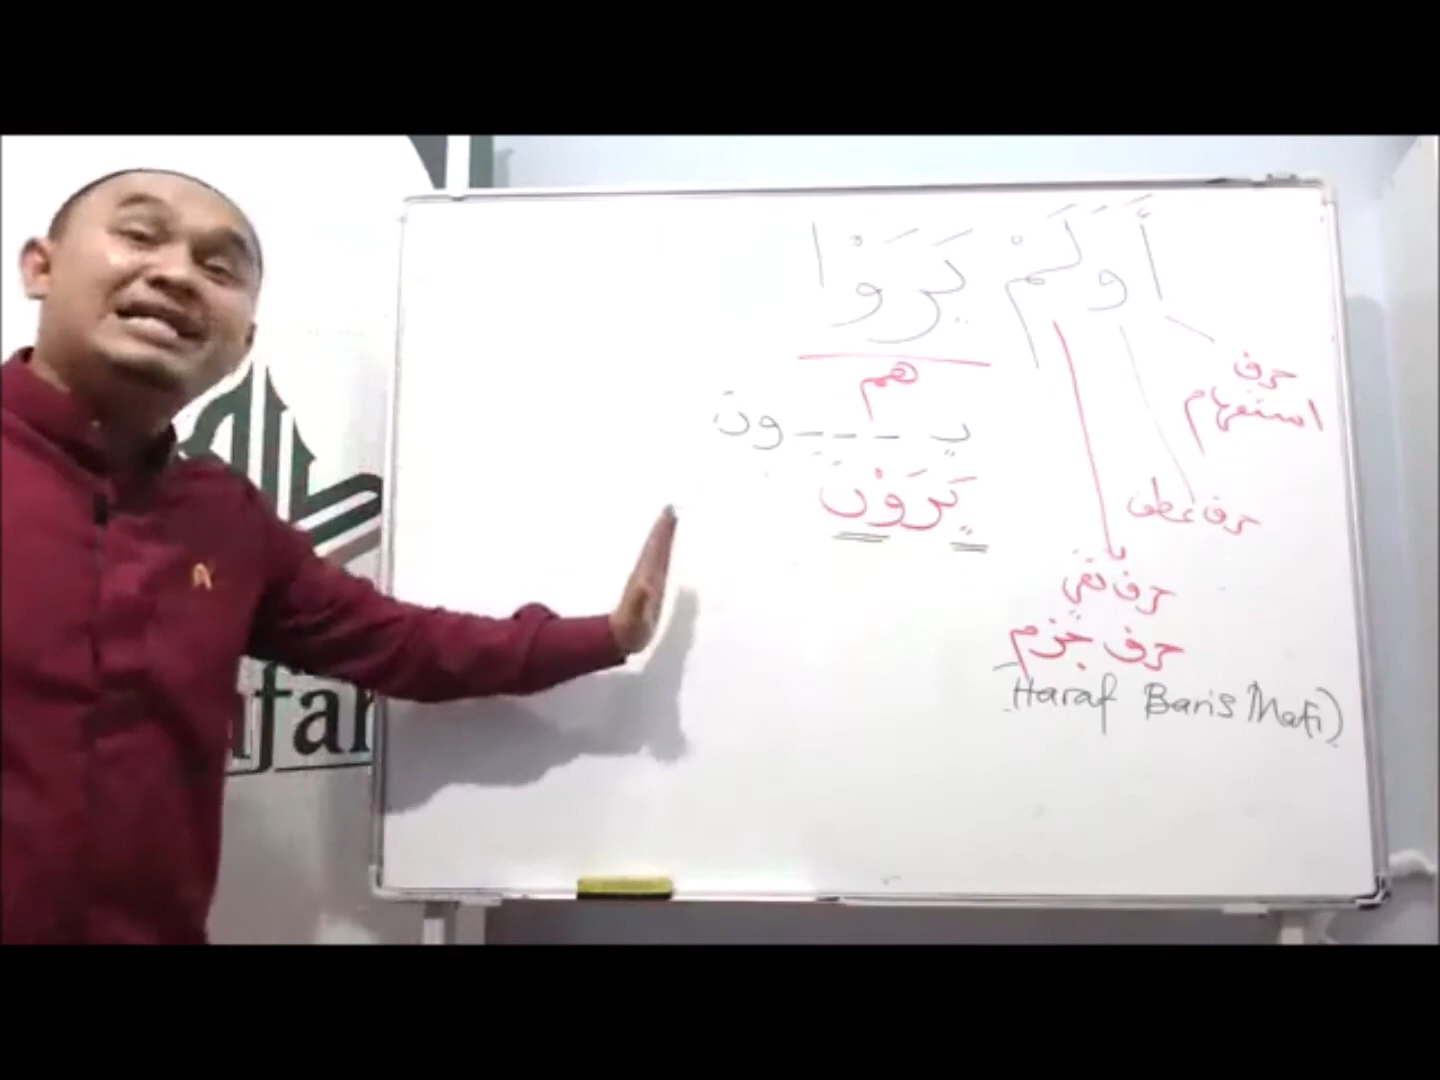 أَوَلَمْ يَرَوْا
حرف
استفهام
هم
يـ - - - ون
يَرَوْنَ
حرف عطف
حرف نفي
حرف جزم
Haraf Baris Mati)